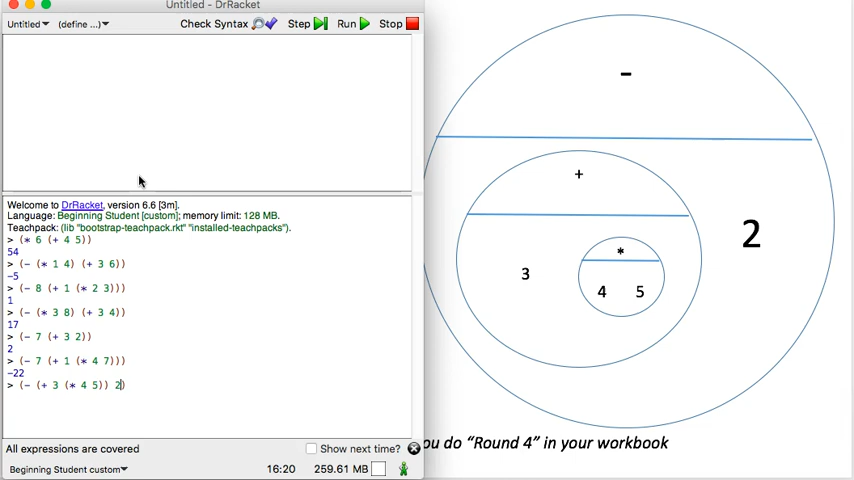 Untitled - DrRacket
Untitled (define ...) Check Syntax Step Run Stop
Welcome to DrRacket, version 6.6 [3m].
Language: Beginning Student [custom]; memory limit: 128 MB.
Teachpack: (lib "bootstrap-teachpack.rkt" "installed-teachpacks").
> (* 6 (+ 4 5))
54
> (- (* 1 4) (+ 3 6))
-5
> (- 8 (+ 1 (* 2 3)))
1
> (- (* 3 8) (+ 3 4))
17
> (- 7 (+ 3 2))
2
> (- 7 (+ 1 (* 4 7)))
-22
> (- (+ 3 (* 4 5)) 2)
All expressions are covered Show next time?
Beginning Student custom 16:20 259.61 MB
-
+
2
*
3
4 5
ou do “Round 4” in your workbook